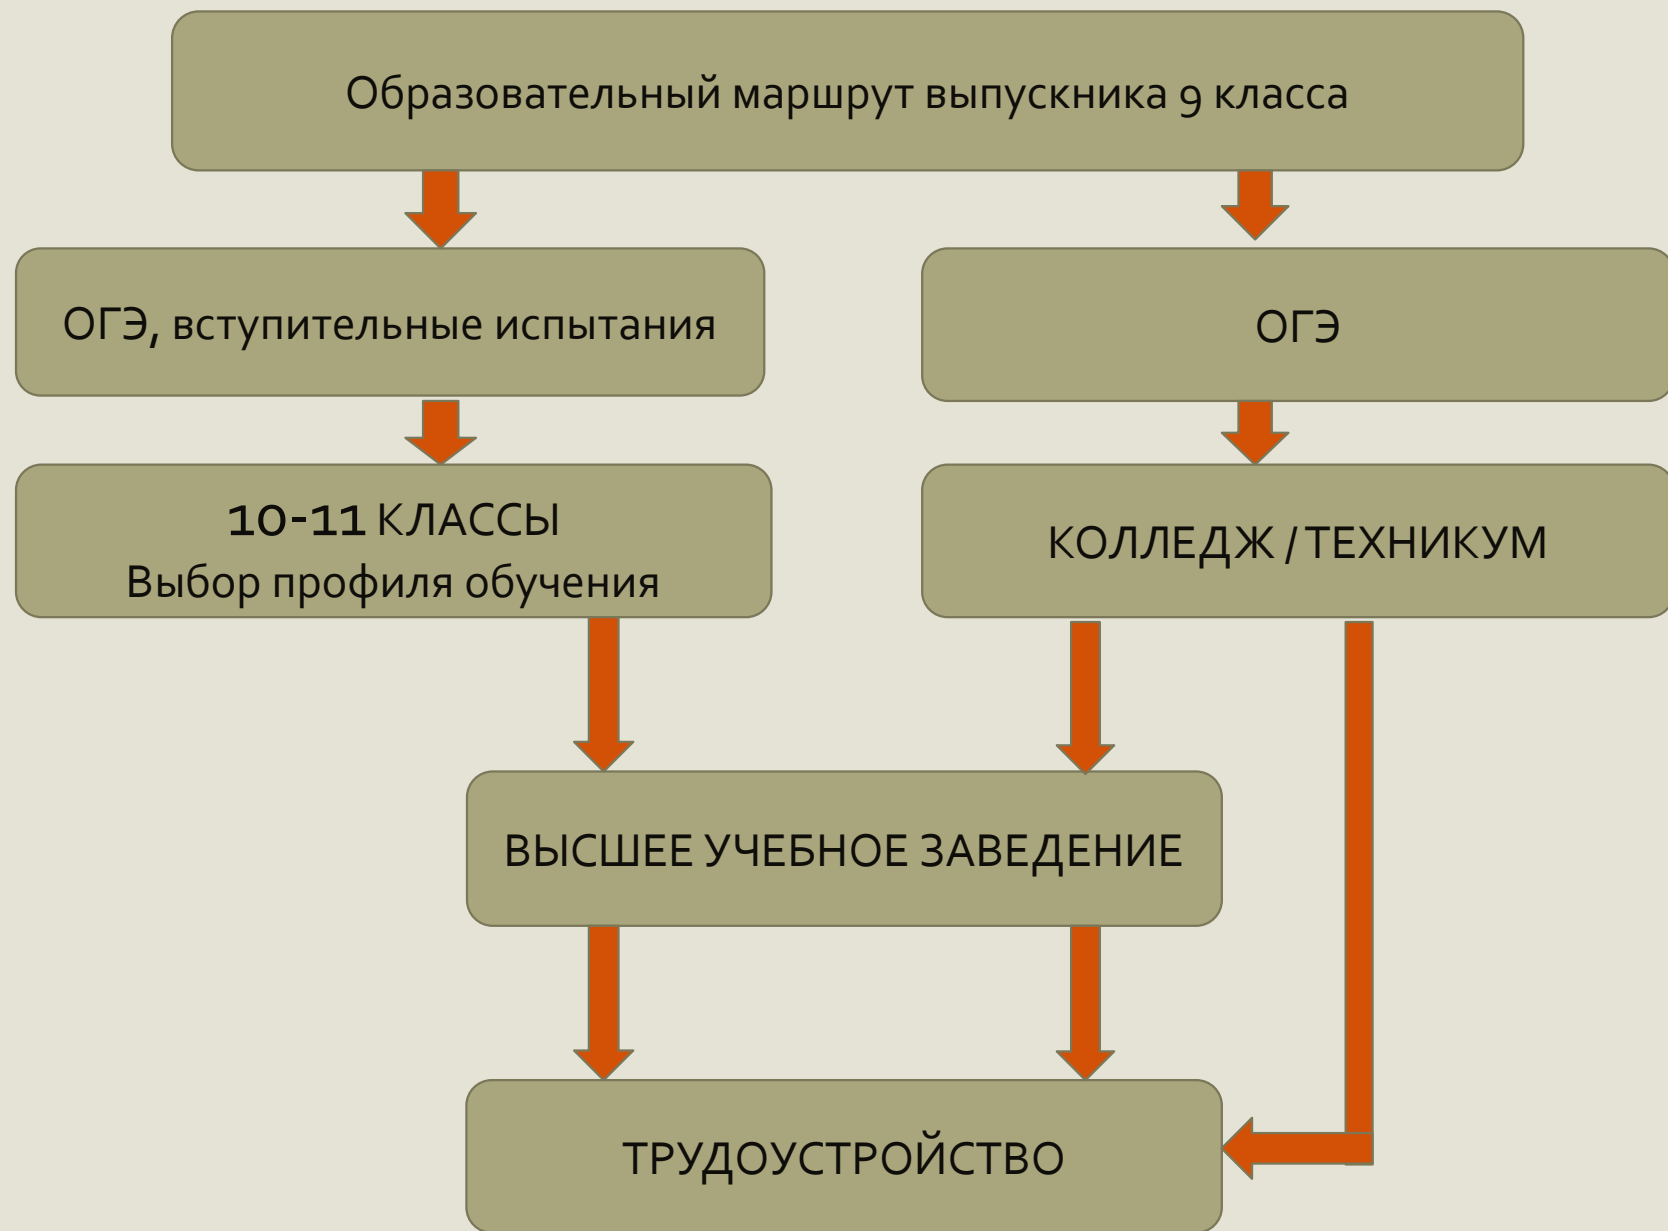 Образовательный маршрут выпускника 9 класса
ОГЭ, вступительные испытания
ОГЭ
10-11 КЛАССЫ
Выбор профиля обучения
КОЛЛЕДЖ / ТЕХНИКУМ
ВЫСШЕЕ УЧЕБНОЕ ЗАВЕДЕНИЕ
ТРУДОУСТРОЙСТВО